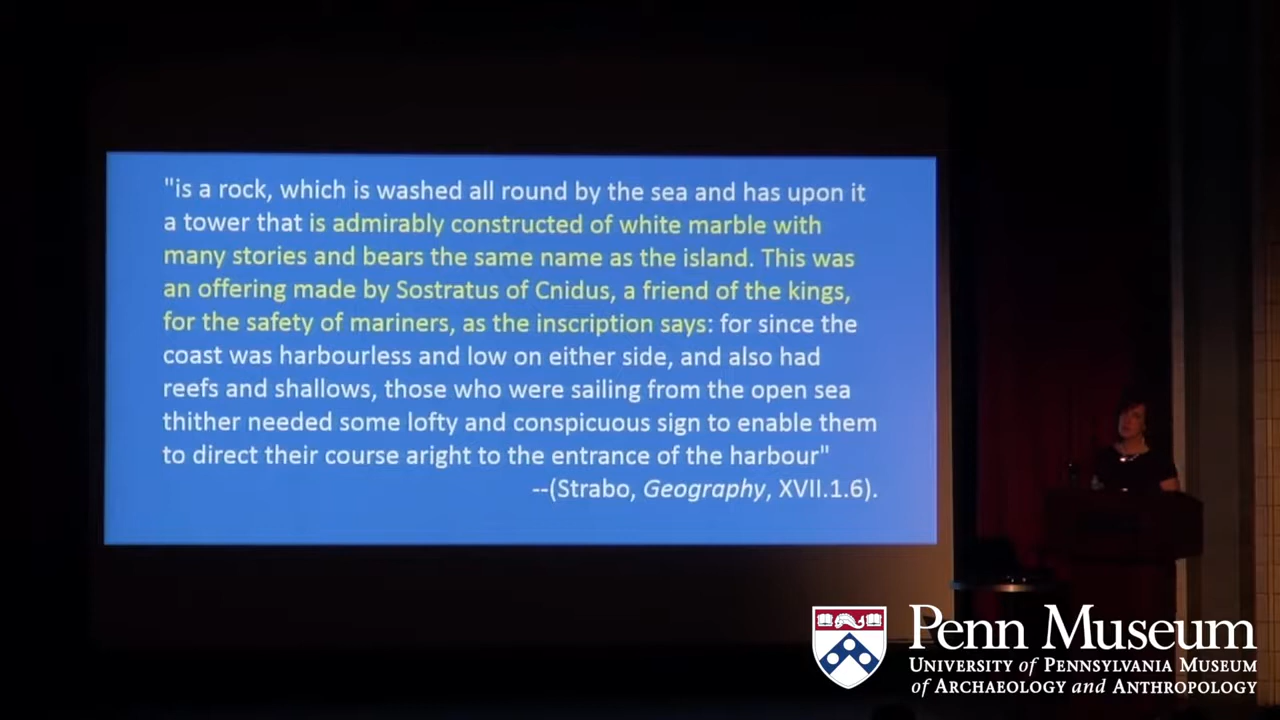 "is a rock, which is washed all round by the sea and has upon it
a tower that is admirably constructed of white marble with
many stories and bears the same name as the island. This was
an offering made by Sostratus of Cnidus, a friend of the kings,
for the safety of mariners, as the inscription says: for since the
coast was harbourless and low on either side, and also had
reefs and shallows, those who were sailing from the open sea
thither needed some lofty and conspicuous sign to enable them
to direct their course aright to the entrance of the harbour"
--(Strabo, Geography, XVII.1.6).
Penn Museum
University of Pennsylvania Museum
of Archaeology and Anthropology